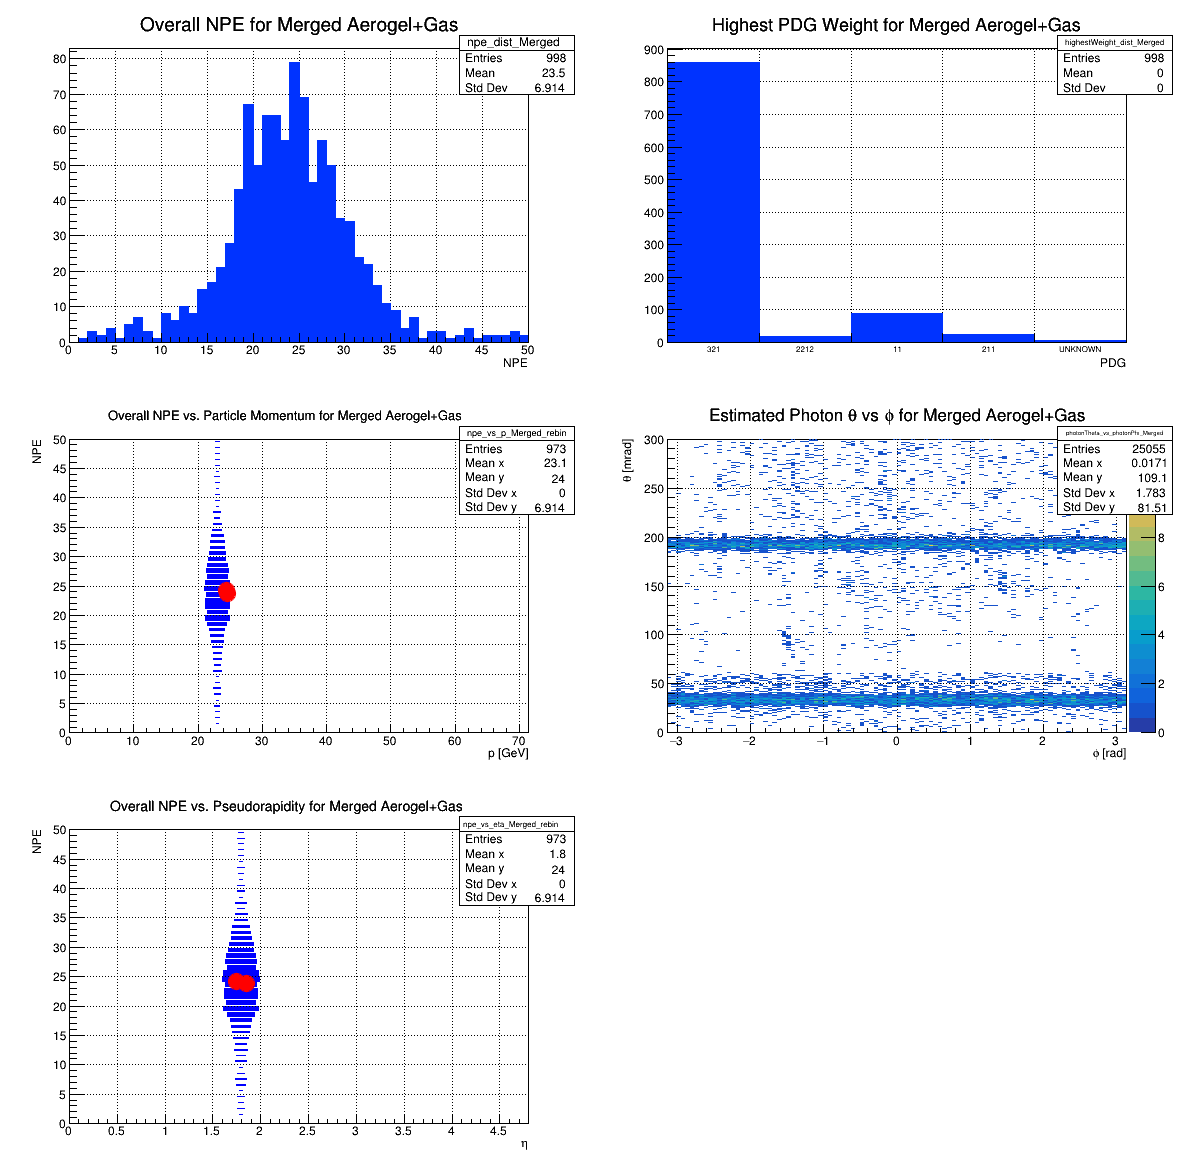 Overall NPE for Merged Aerogel+Gas
npe_dist_Merged
Entries 998
Mean 23.5
Std Dev 6.914
80
70
60
50
40
30
20
10
0
0 5 10 15 20 25 30 35 40 45 50
NPE
Highest PDG Weight for Merged Aerogel+Gas
highestWeight_dist_Merged
Entries 998
Mean 0
Std Dev 0
900
800
700
600
500
400
300
200
100
0
321 2212 11 211 UNKNOWN
PDG
Overall NPE vs. Particle Momentum for Merged Aerogel+Gas
npe_vs_p_Merged_rebin
Entries 973
Mean x 23.1
Mean y 24
Std Dev x 0
Std Dev y 6.914
NPE
50
45
40
35
30
25
20
15
10
5
0
0 10 20 30 40 50 60 70
p [GeV]
Estimated Photon θ vs ϕ for Merged Aerogel+Gas
photonTheta_vs_photonPhi_Merged
Entries 25055
Mean x 0.0171
Mean y 109.1
Std Dev x 1.783
Std Dev y 81.51
θ [mrad]
300
250
200
150
100
50
0
−3 −2 −1 0 1 2 3
ϕ [rad]
8
6
4
2
0
Overall NPE vs. Pseudorapidity for Merged Aerogel+Gas
npe_vs_eta_Merged_rebin
Entries 973
Mean x 1.8
Mean y 24
Std Dev x 0
Std Dev y 6.914
NPE
50
45
40
35
30
25
20
15
10
5
0
0 0.5 1 1.5 2 2.5 3 3.5 4 4.5
η